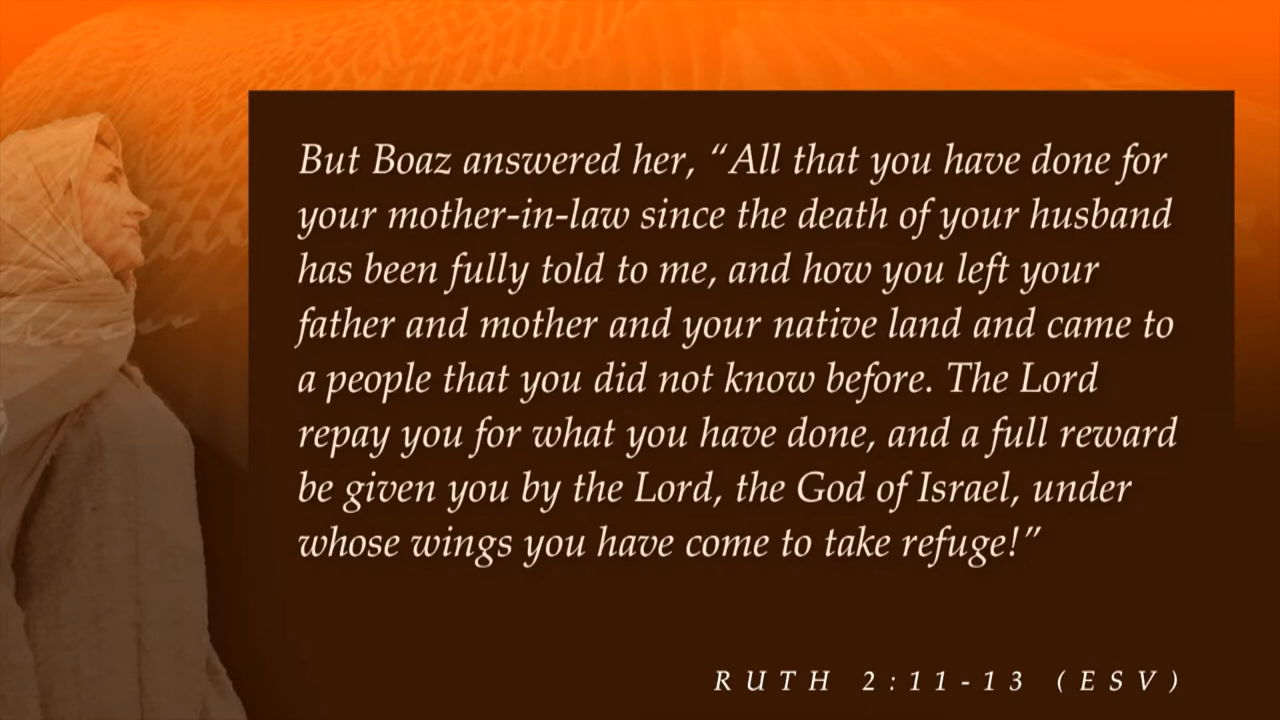 But Boaz answered her, “All that you have done for
your mother-in-law since the death of your husband
has been fully told to me, and how you left your
father and mother and your native land and came to
a people that you did not know before. The Lord
repay you for what you have done, and a full reward
be given you by the Lord, the God of Israel, under
whose wings you have come to take refuge!”
RUTH 2:11-13 (ESV)